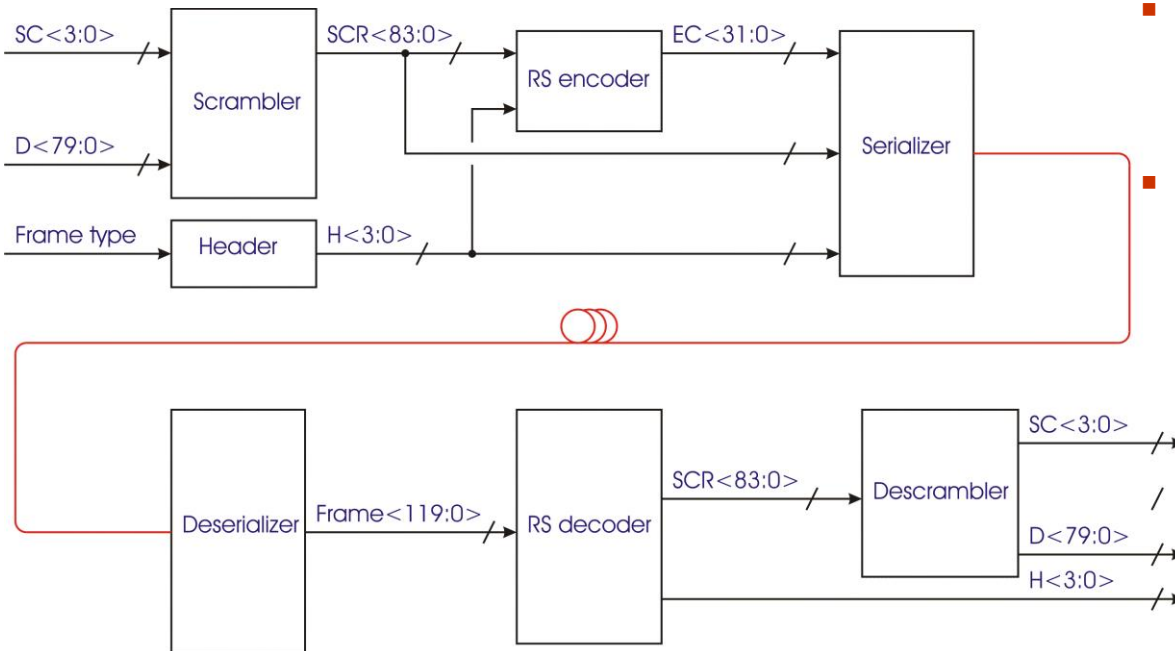 SC<3:0>
SCR<83:0>
EC<31:0>
RS encoder
Scrambler
D<79:0>
Serializer
Frame type
Header
H<3:0>
SC<3:0>
SCR<83:0>
Descrambler
Deserializer
Frame<119:0>
RS decoder
D<79:0>
H<3:0>